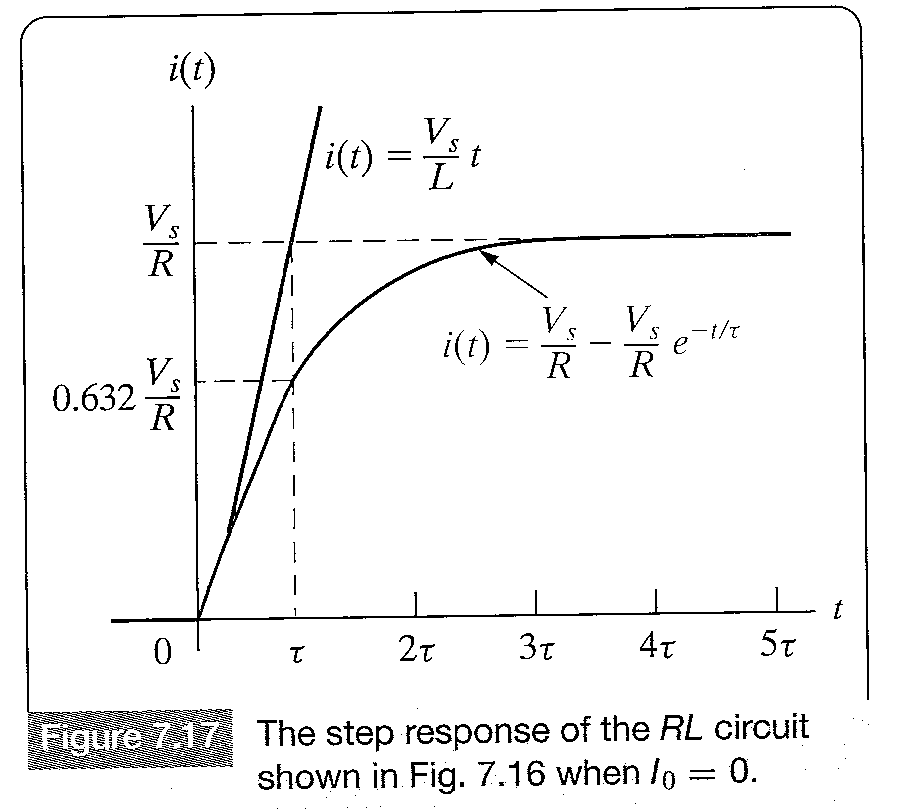 i(t)
i(t) = V_s/L t
V_s/R
i(t) = V_s/R − V_s/R e^{−t/τ}
0.632 V_s/R
0 τ 2τ 3τ 4τ 5τ t
Figure 7.17 The step response of the RL circuit
shown in Fig. 7.16 when I₀ = 0.